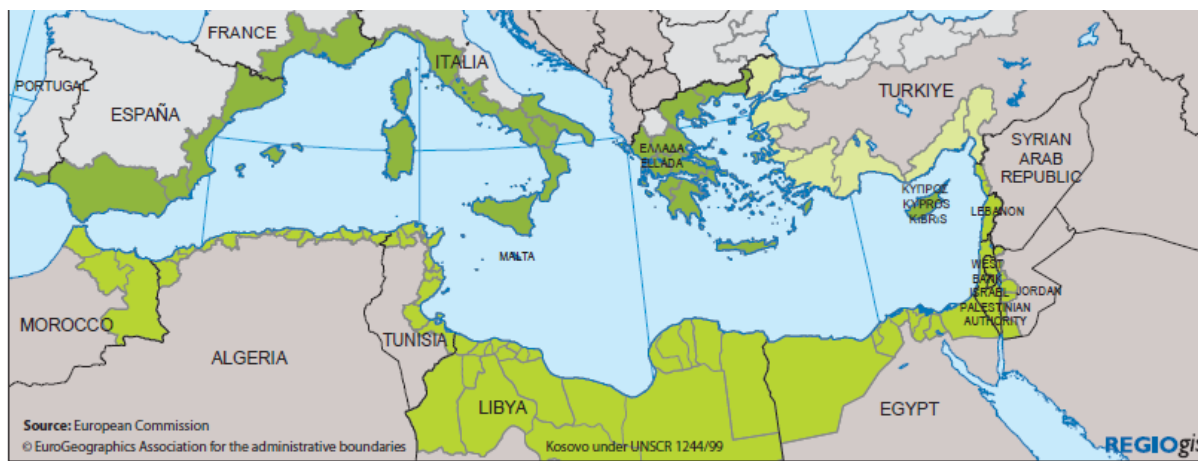 FRANCE
ITALIA
PORTUGAL
ESPAÑA
TURKIYE
SYRIAN
ARAB
REPUBLIC
ΕΛΛΑΔΑ
ELLADA
ΚΥΠΡΟΣ
KYPROS
KIBRIS
LEBANON
MALTA
WEST
BANK
ISRAEL
JORDAN
PALESTINIAN
AUTHORITY
MOROCCO
ALGERIA
TUNISIA
LIBYA
EGYPT
Source: European Commission
© EuroGeographics Association for the administrative boundaries
Kosovo under UNSCR 1244/99
REGIOgis